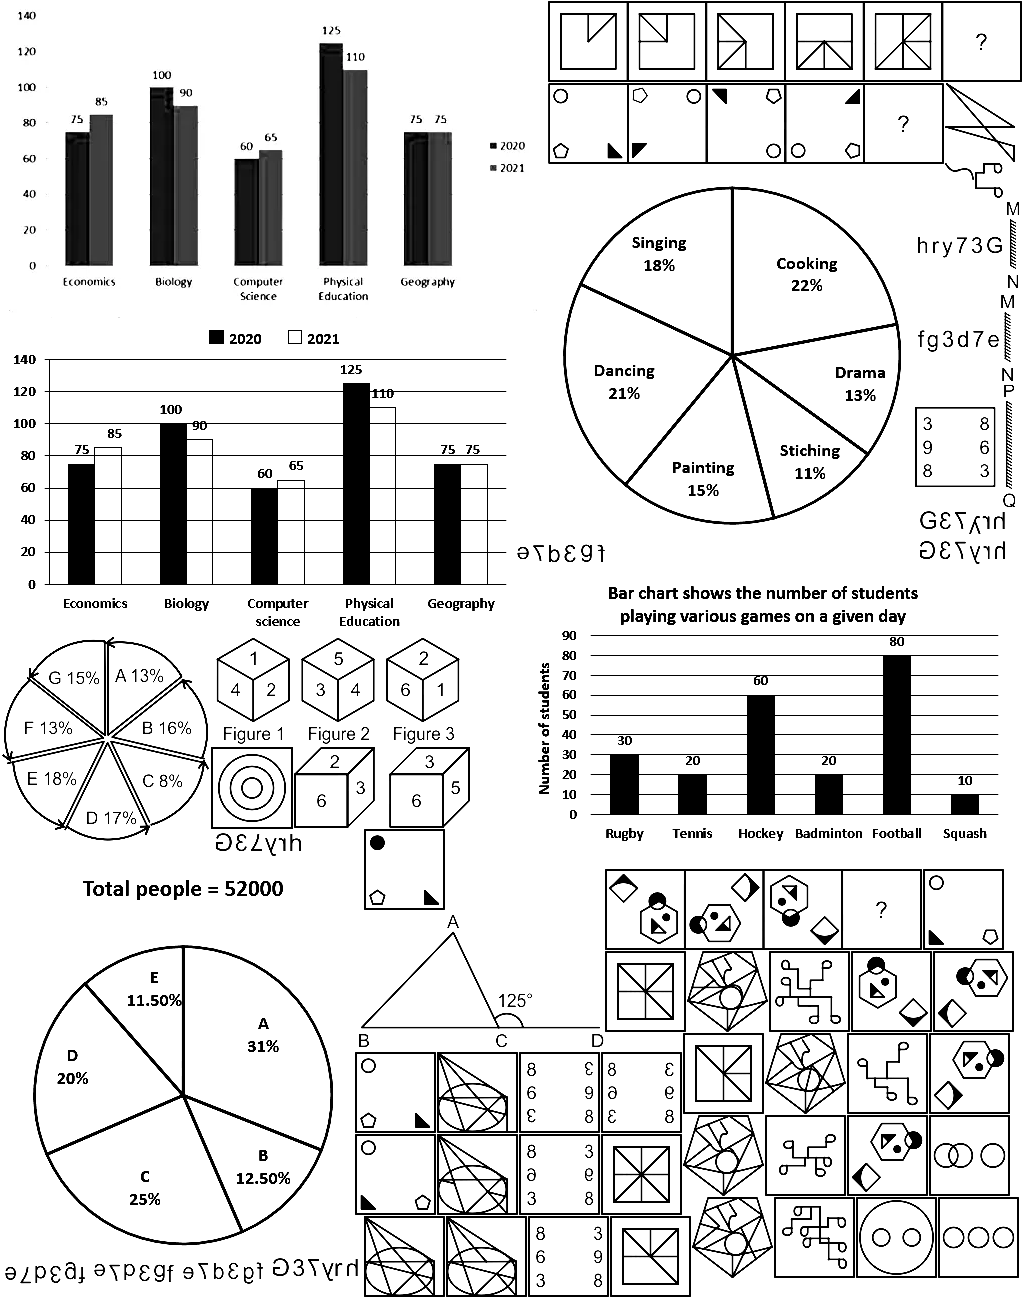 140
120
100
80
60
40
20
0
75 85
100 90
60 65
125 110
75 75
Economics
Biology
Computer
Science
Physical
Education
Geography
2020
2021
?
?
Singing
18%
Cooking
22%
Drama
13%
Stiching
11%
Painting
15%
Dancing
21%
M
hry73G
N
M
fg3d7e
N
P
3 8
9 6
8 3
Q
2020 2021
140
120
100
80
60
40
20
0
75 85
100 90
60 65
125 110
75 75
Economics
Biology
Computer
science
Physical
Education
Geography
Bar chart shows the number of students
playing various games on a given day
Number of students
90
80
70
60
50
40
30
20
10
0
30
20
60
20
80
10
Rugby Tennis Hockey Badminton Football Squash
G 15%
A 13%
F 13%
B 16%
E 18%
C 8%
D 17%
1
4 2
5
3 4
2
6 1
Figure 1 Figure 2 Figure 3
2
6 3
3
6 5
Total people = 52000
E
11.50%
A
31%
D
20%
B
12.50%
C
25%
A
125°
B C D
?
8 3
6 9
3 8
8 3
6 9
3 8
8 3
6 9
3 8
8 3
6 9
3 8